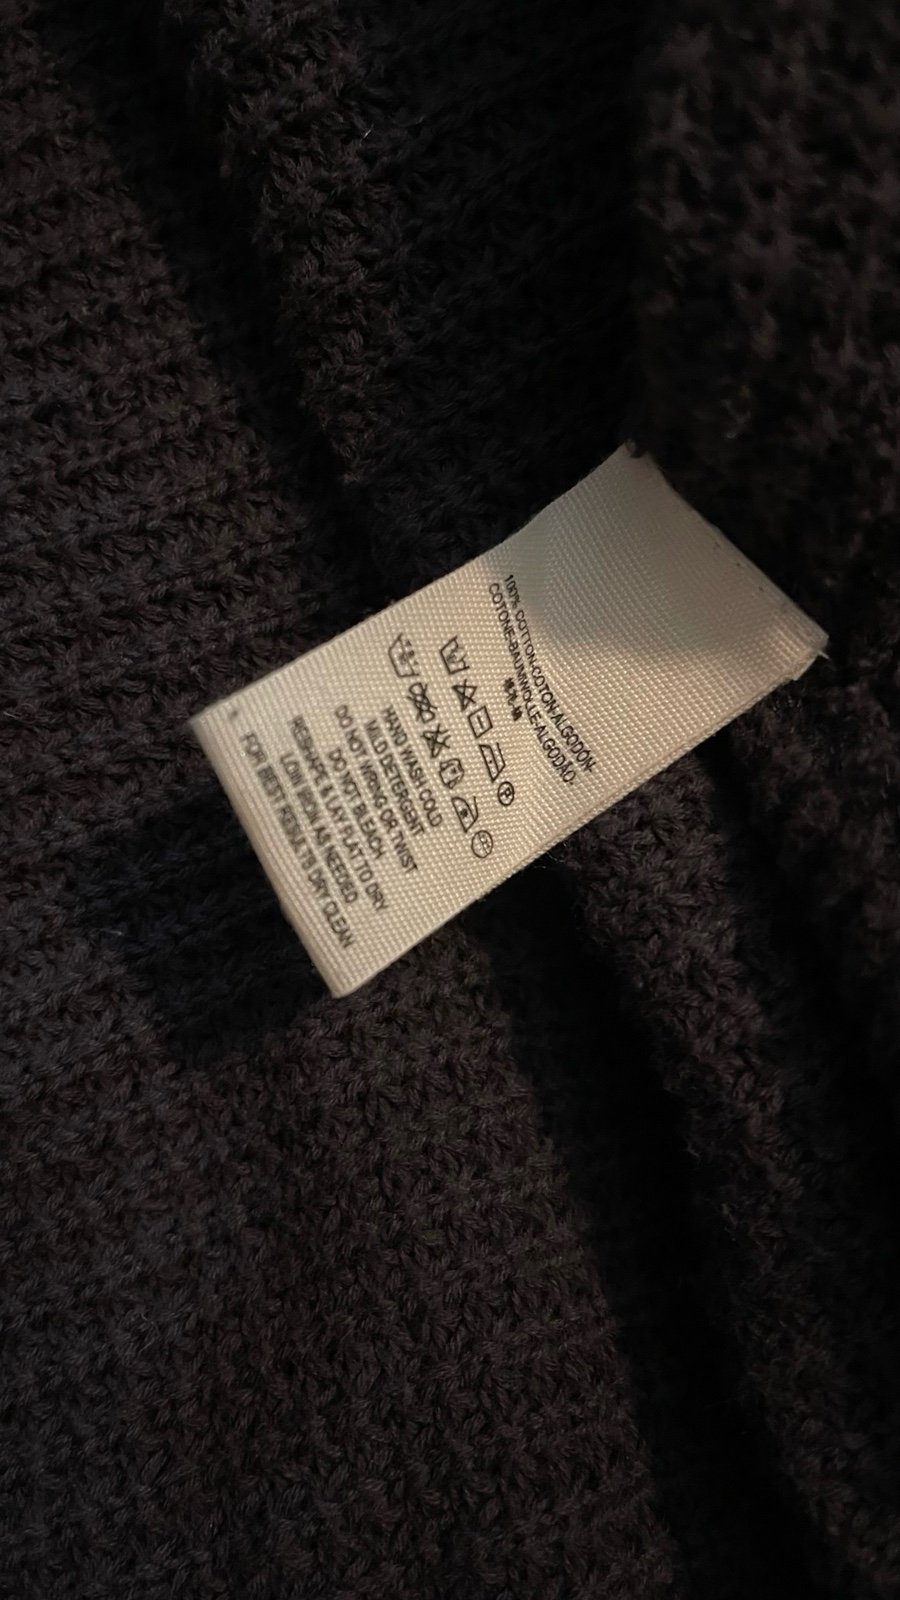 100% COTTON-COTON/ALGODÓN-
COTONE-BAUMWOLLE-ALGODÃO-
HAND WASH COLD
MILD DETERGENT
DO NOT WRING OR TWIST
DO NOT BLEACH
RESHAPE & LAY FLAT TO DRY
IRON AS NEEDED
FOR BEST RESULTS DRY CLEAN